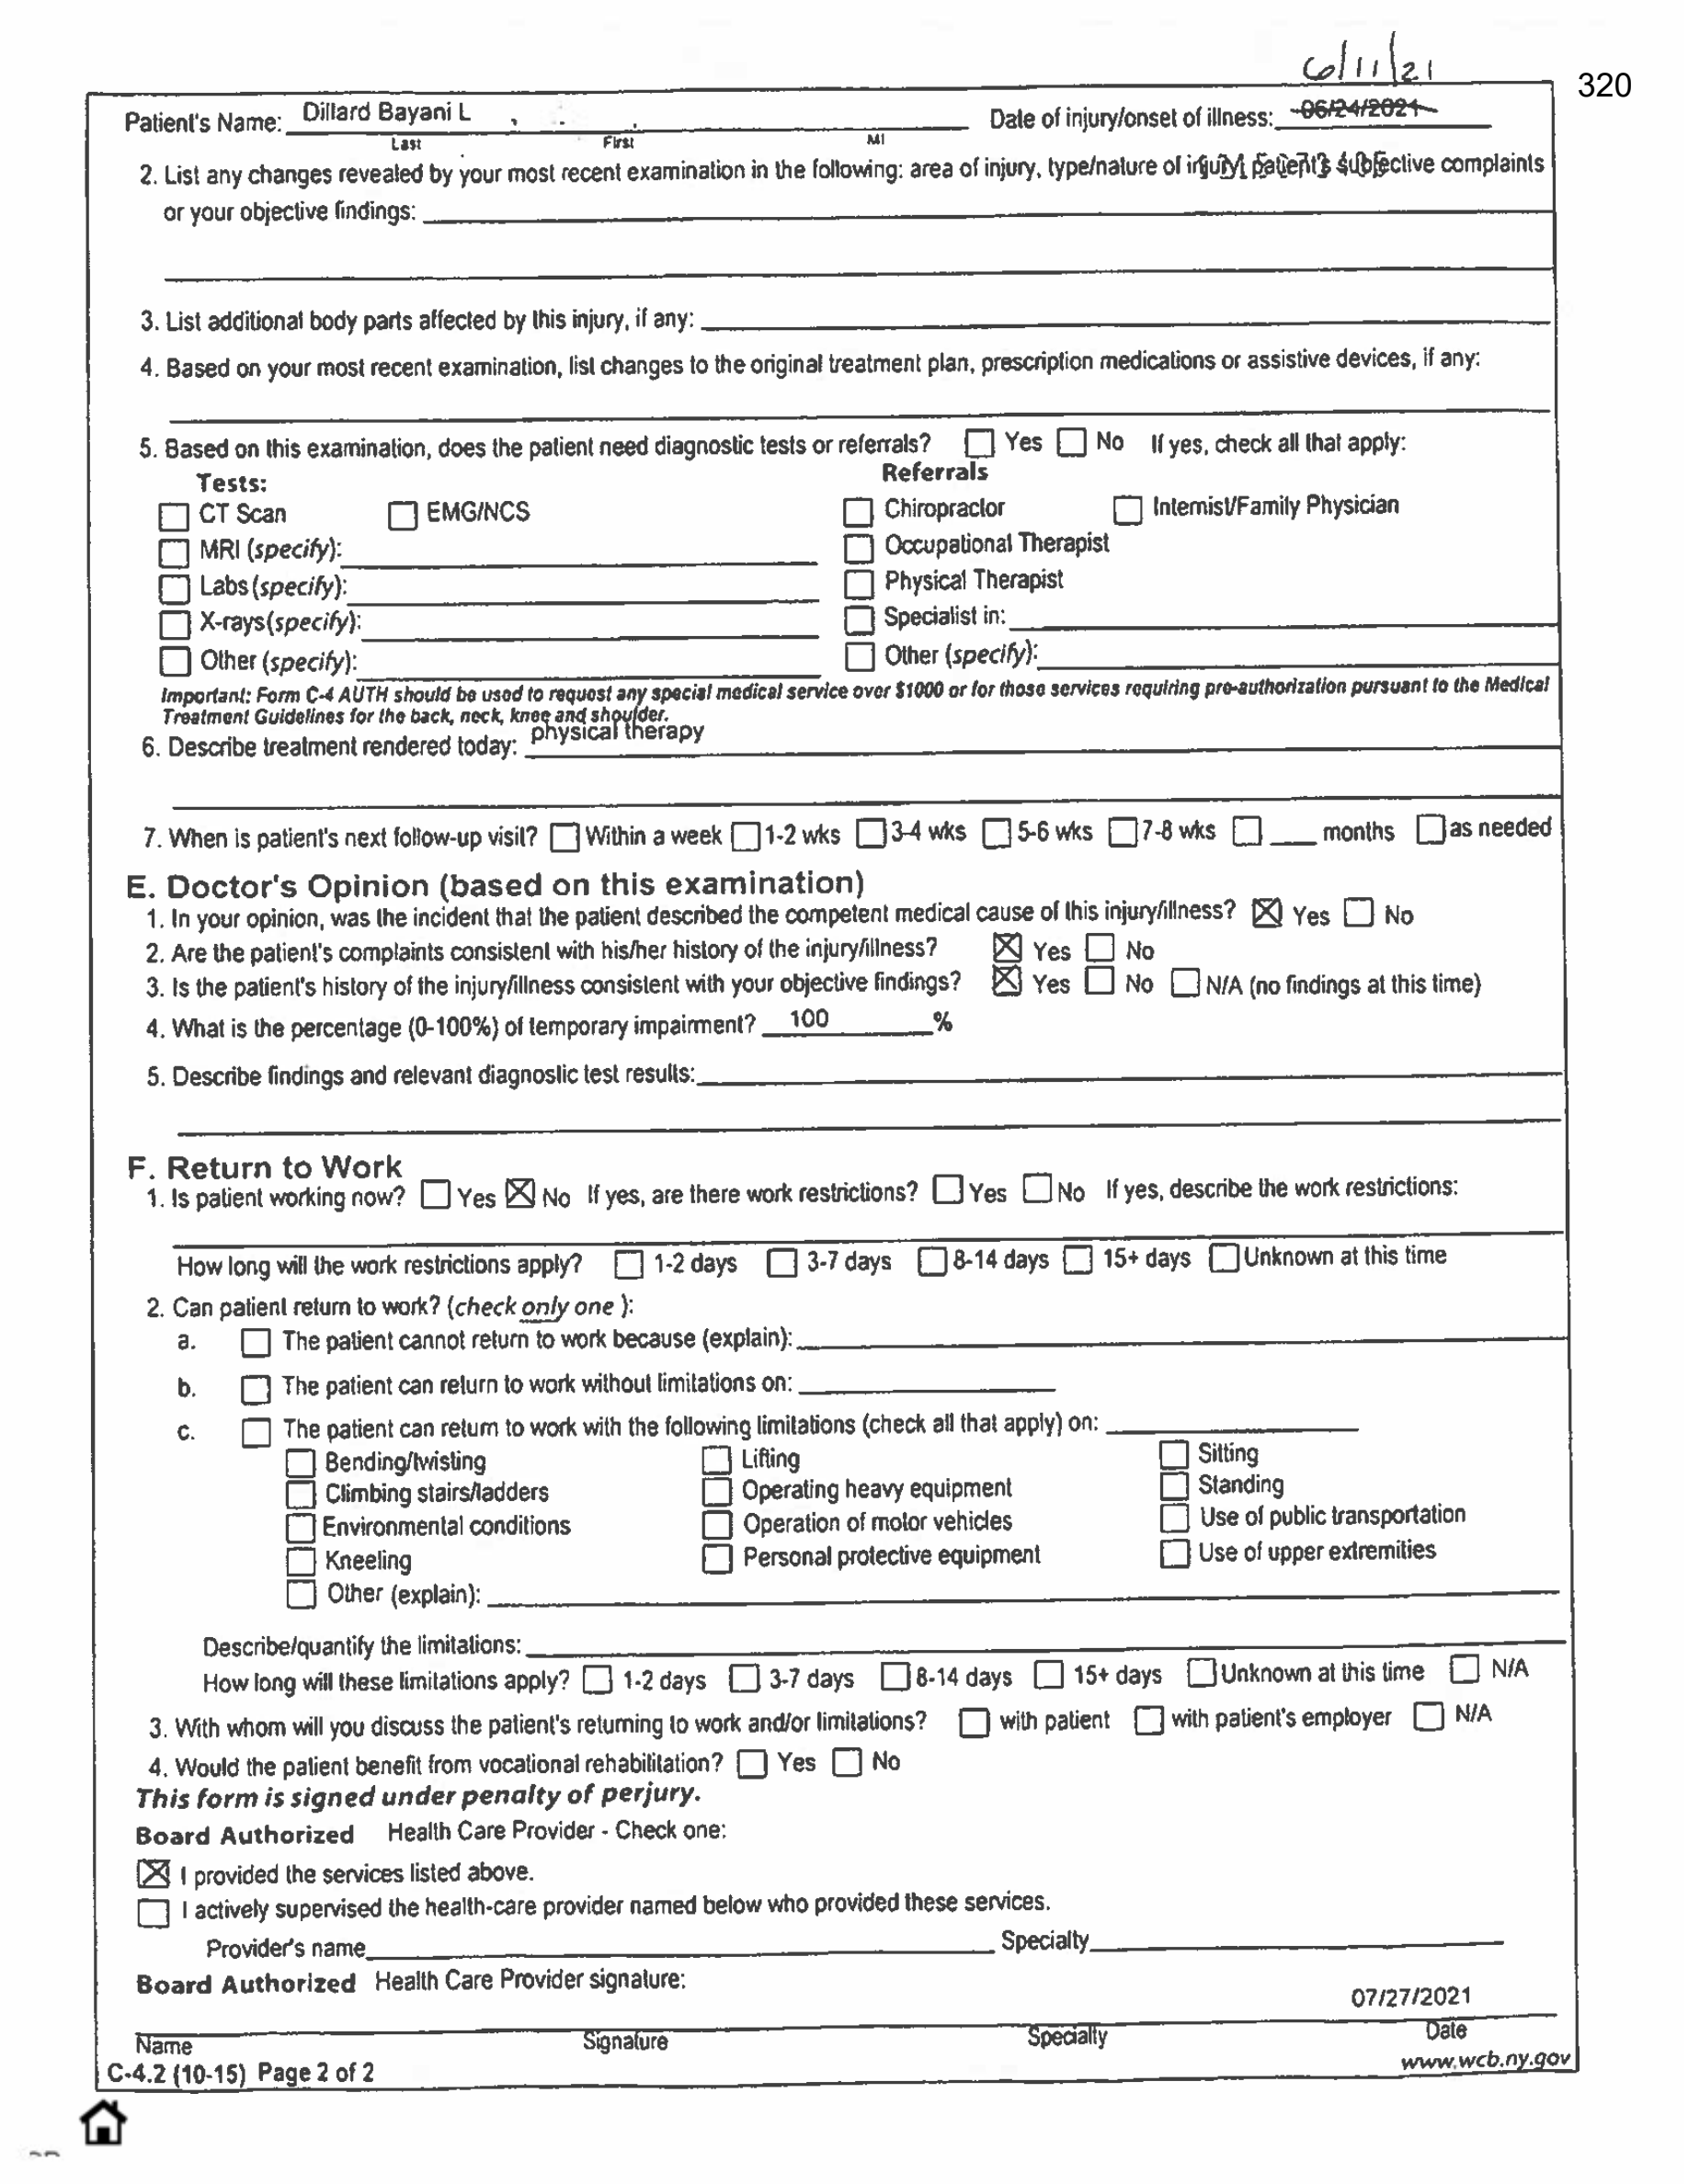 6/11/21
320
Patient's Name: Dillard Bayani L Date of injury/onset of illness: 06/24/2021
Last First MI
2. List any changes revealed by your most recent examination in the following: area of injury, type/nature of injury, patient's subjective complaints
or your objective findings:
3. List additional body parts affected by this injury, if any:
4. Based on your most recent examination, list changes to the original treatment plan, prescription medications or assistive devices, if any:
5. Based on this examination, does the patient need diagnostic tests or referrals? ☐ Yes ☐ No If yes, check all that apply:
Tests: Referrals
☐ CT Scan ☐ EMG/NCS ☐ Chiropractor ☐ Internist/Family Physician
☐ MRI (specify): ☐ Occupational Therapist
☐ Labs (specify): ☐ Physical Therapist
☐ X-rays(specify): ☐ Specialist in:
☐ Other (specify): ☐ Other (specify):
Important: Form C-4 AUTH should be used to request any special medical service over $1000 or for those services requiring pre-authorization pursuant to the Medical
Treatment Guidelines for the back, neck, knee and shoulder.
6. Describe treatment rendered today: physical therapy
7. When is patient's next follow-up visit? ☐ Within a week ☐ 1-2 wks ☐ 3-4 wks ☐ 5-6 wks ☐ 7-8 wks ☐ ___ months ☐ as needed
E. Doctor's Opinion (based on this examination)
1. In your opinion, was the incident that the patient described the competent medical cause of this injury/illness? ☒ Yes ☐ No
2. Are the patient's complaints consistent with his/her history of the injury/illness? ☒ Yes ☐ No
3. Is the patient's history of the injury/illness consistent with your objective findings? ☒ Yes ☐ No ☐ N/A (no findings at this time)
4. What is the percentage (0-100%) of temporary impairment? 100 %
5. Describe findings and relevant diagnostic test results:
F. Return to Work
1. Is patient working now? ☐ Yes ☒ No If yes, are there work restrictions? ☐ Yes ☐ No If yes, describe the work restrictions:
How long will the work restrictions apply? ☐ 1-2 days ☐ 3-7 days ☐ 8-14 days ☐ 15+ days ☐ Unknown at this time
2. Can patient return to work? (check only one ):
a. ☐ The patient cannot return to work because (explain):
b. ☐ The patient can return to work without limitations on:
c. ☐ The patient can return to work with the following limitations (check all that apply) on:
☐ Bending/twisting ☐ Lifting ☐ Sitting
☐ Climbing stairs/ladders ☐ Operating heavy equipment ☐ Standing
☐ Environmental conditions ☐ Operation of motor vehicles ☐ Use of public transportation
☐ Kneeling ☐ Personal protective equipment ☐ Use of upper extremities
☐ Other (explain):
Describe/quantify the limitations:
How long will these limitations apply? ☐ 1-2 days ☐ 3-7 days ☐ 8-14 days ☐ 15+ days ☐ Unknown at this time ☐ N/A
3. With whom will you discuss the patient's returning to work and/or limitations? ☐ with patient ☐ with patient's employer ☐ N/A
4. Would the patient benefit from vocational rehabilitation? ☐ Yes ☐ No
This form is signed under penalty of perjury.
Board Authorized Health Care Provider - Check one:
☒ I provided the services listed above.
☐ I actively supervised the health-care provider named below who provided these services.
Provider's name Specialty
Board Authorized Health Care Provider signature:
07/27/2021
Name Signature Specialty Date
C-4.2 (10-15) Page 2 of 2 www.wcb.ny.gov